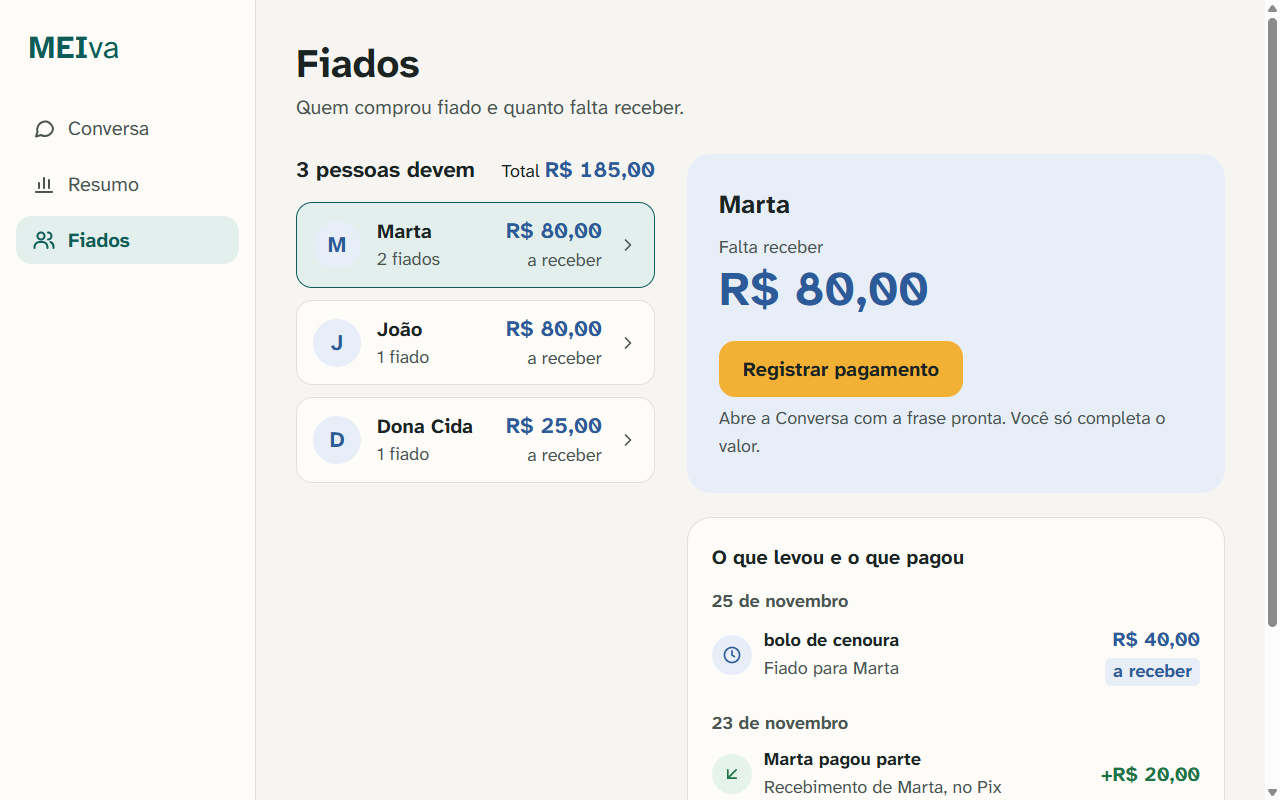 MEIva
Conversa
Resumo
Fiados
Fiados
Quem comprou fiado e quanto falta receber.
3 pessoas devem
Total R$ 185,00
M
Marta
2 fiados
R$ 80,00
a receber
J
João
1 fiado
R$ 80,00
a receber
D
Dona Cida
1 fiado
R$ 25,00
a receber
Marta
Falta receber
R$ 80,00
Registrar pagamento
Abre a Conversa com a frase pronta. Você só completa o
valor.
O que levou e o que pagou
25 de novembro
bolo de cenoura
Fiado para Marta
R$ 40,00
a receber
23 de novembro
Marta pagou parte
Recebimento de Marta, no Pix
+R$ 20,00